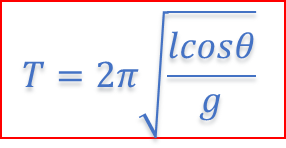 T = 2π √(lcosθ / g)